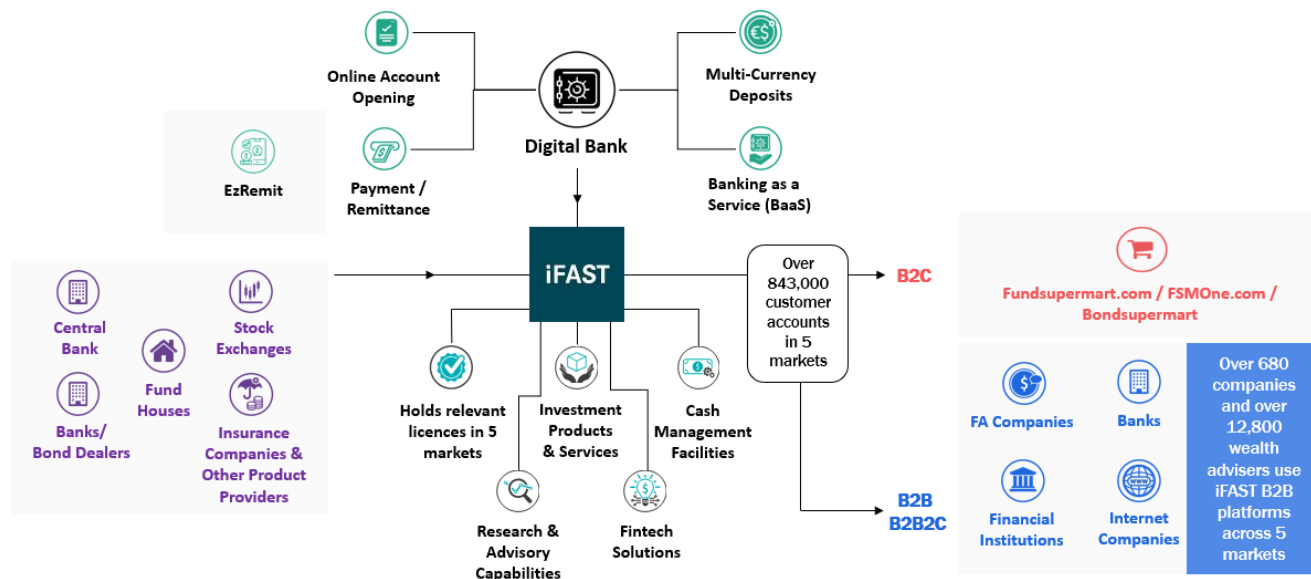 Online Account
Opening
Multi-Currency
Deposits
Digital Bank
EzRemit
Payment /
Remittance
Banking as a
Service (BaaS)
iFAST
Over
843,000
customer
accounts
in 5
markets
B2C
Fundsupermart.com / FSMOne.com /
Bondsupermart
Central
Bank
Stock
Exchanges
Fund
Houses
Banks/
Bond Dealers
Insurance
Companies &
Other Product
Providers
Holds relevant
licences in 5
markets
Investment
Products
& Services
Cash
Management
Facilities
Research &
Advisory
Capabilities
Fintech
Solutions
B2B
B2B2C
FA Companies
Banks
Financial
Institutions
WWW
Internet
Companies
Over 680
companies
and over
12,800
wealth
advisers use
iFAST B2B
platforms
across 5
markets